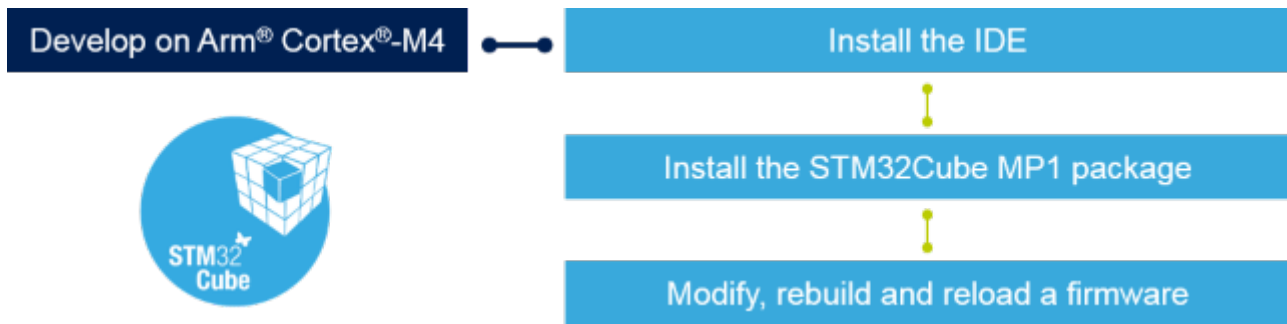 Develop on Arm® Cortex®-M4
Install the IDE
Install the STM32Cube MP1 package
STM32
Cube
Modify, rebuild and reload a firmware